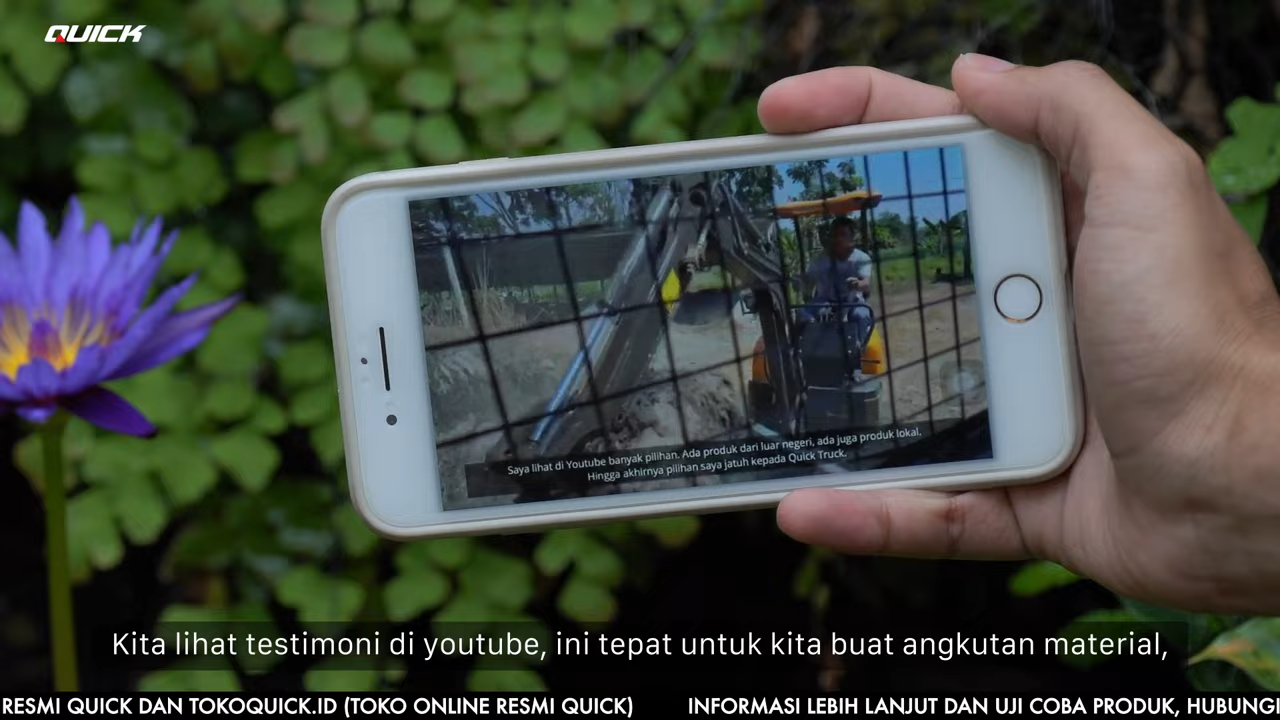 QUICK
Saya lihat di Youtube banyak pilihan. Ada produk dari luar negeri, ada juga produk lokal.
Hingga akhirnya pilihan saya jatuh kepada Quick Truck.
Kita lihat testimoni di youtube, ini tepat untuk kita buat angkutan material,
RESMI QUICK DAN TOKOQUICK.ID (TOKO ONLINE RESMI QUICK) INFORMASI LEBIH LANJUT DAN UJI COBA PRODUK, HUBUNGI